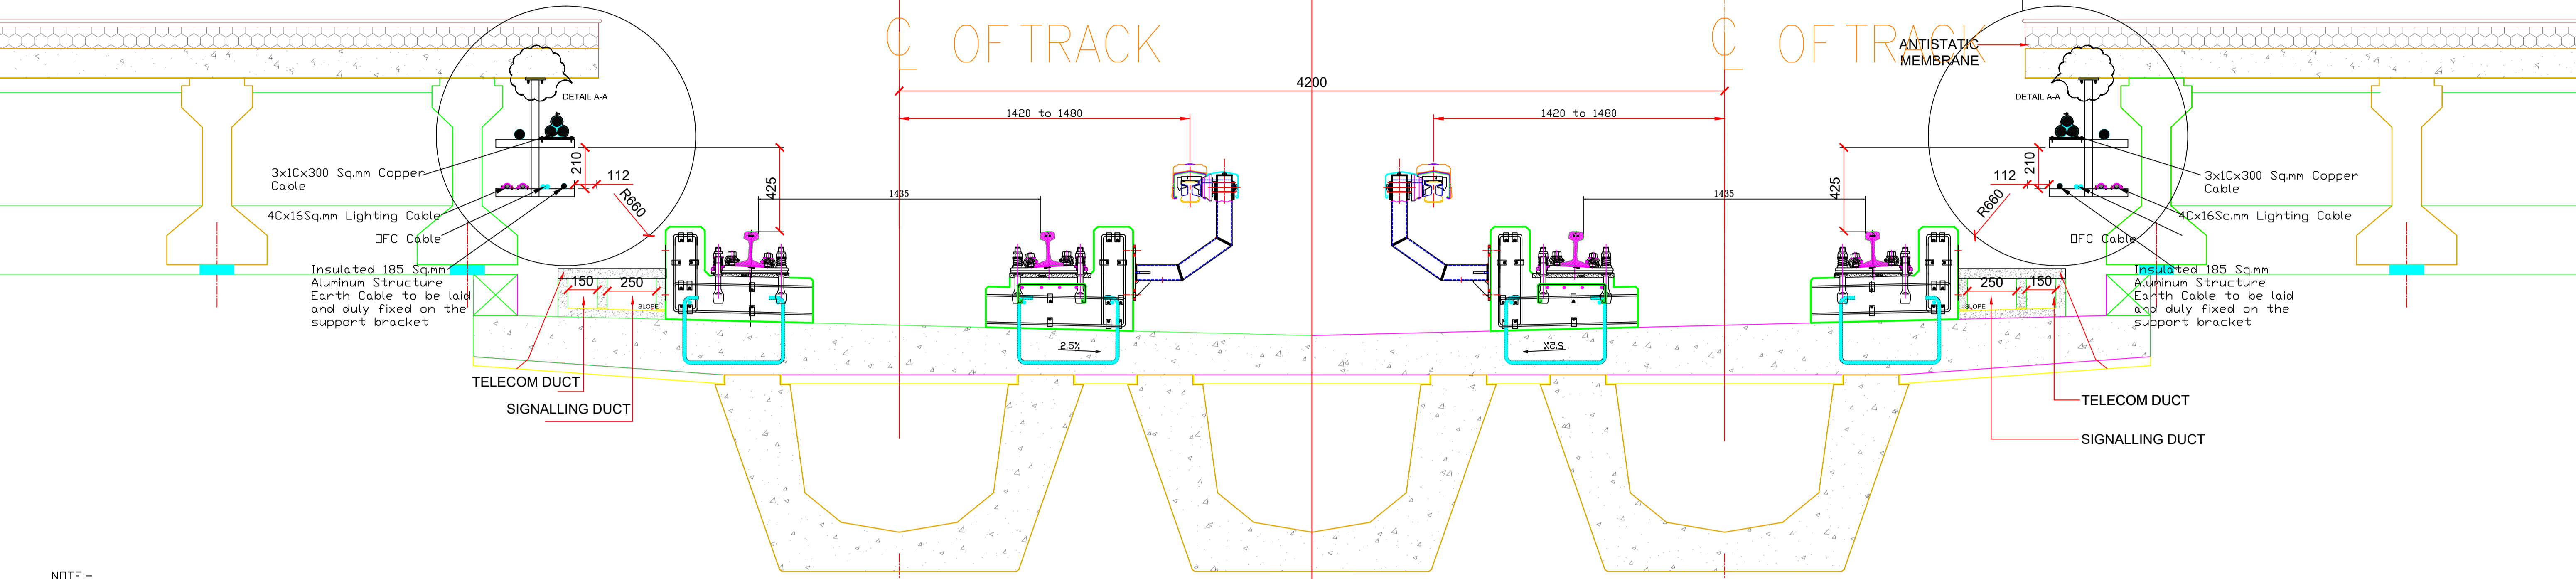 ℄ OF TRACK
℄ OF TRACK
ANTISTATIC
MEMBRANE
4200
DETAIL A-A
DETAIL A-A
1420 to 1480
1420 to 1480
210
112
R660
425
1435
3x1Cx300 Sq.mm Copper
Cable
4Cx16Sq.mm Lighting Cable
OFC Cable
Insulated 185 Sq.mm
Aluminum Structure
Earth Cable to be laid
and duly fixed on the
support bracket
150
250
SLOPE
TELECOM DUCT
SIGNALLING DUCT
2.5%
2.5%
1435
425
210
112
R660
3x1Cx300 Sq.mm Copper
Cable
4Cx16Sq.mm Lighting Cable
OFC Cable
Insulated 185 Sq.mm
Aluminum Structure
Earth Cable to be laid
and duly fixed on the
support bracket
250
150
SLOPE
TELECOM DUCT
SIGNALLING DUCT
NOTE:-